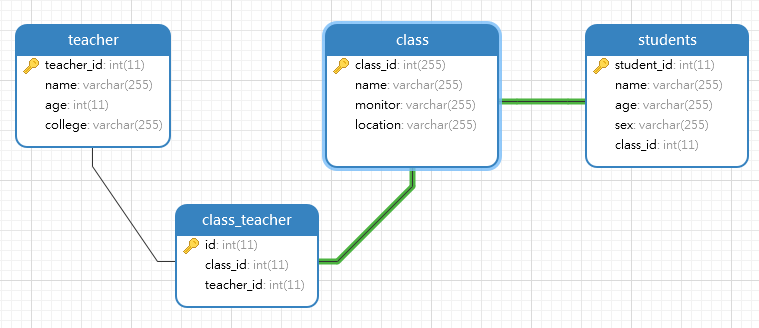 teacher
teacher_id: int(11)
name: varchar(255)
age: int(11)
college: varchar(255)
class
class_id: int(255)
name: varchar(255)
monitor: varchar(255)
location: varchar(255)
students
student_id: int(11)
name: varchar(255)
age: varchar(255)
sex: varchar(255)
class_id: int(11)
class_teacher
id: int(11)
class_id: int(11)
teacher_id: int(11)